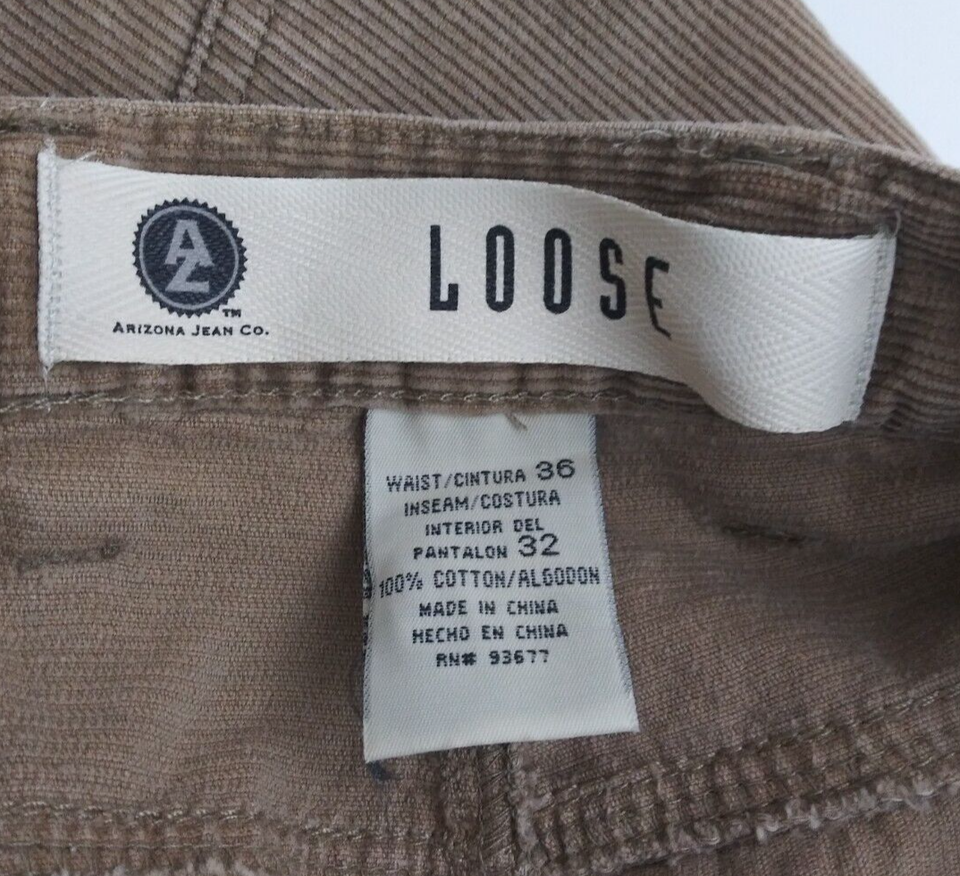 AZ
TM
ARIZONA JEAN CO.
LOOSE
WAIST/CINTURA 36
INSEAM/COSTURA
INTERIOR DEL
PANTALON 32
100% COTTON/ALGODON
MADE IN CHINA
HECHO EN CHINA
RN# 93677